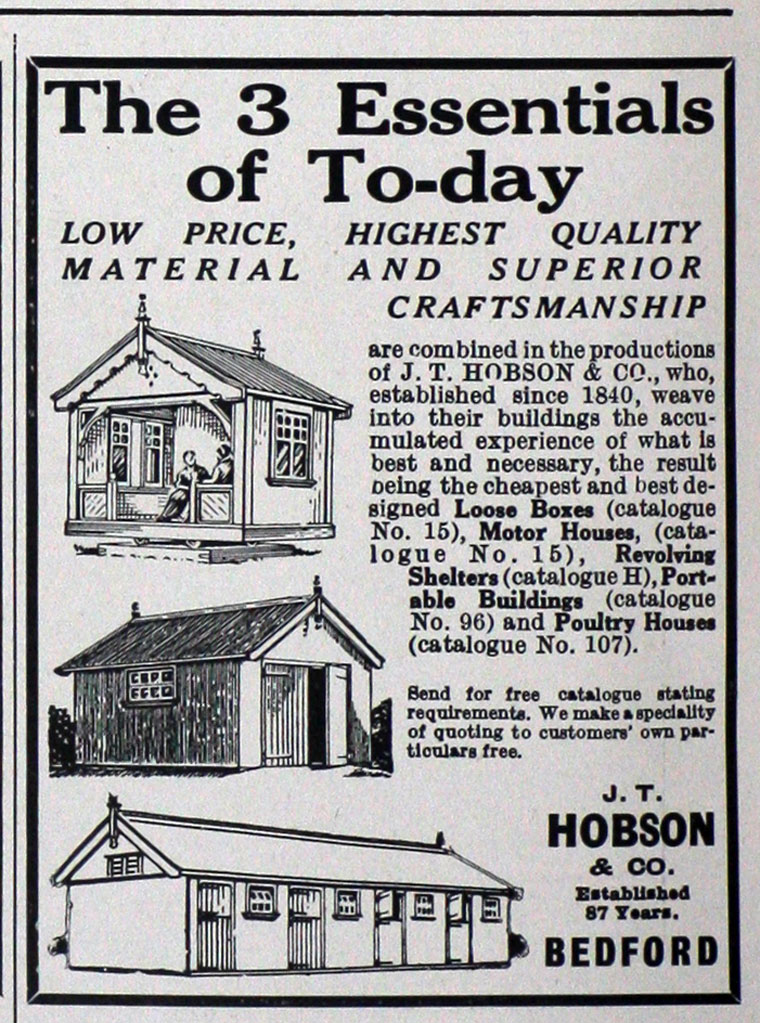 The 3 Essentials
of To-day
LOW PRICE, HIGHEST QUALITY
MATERIAL AND SUPERIOR
CRAFTSMANSHIP
are combined in the productions
of J. T. HOBSON & CO., who,
established since 1840, weave
into their buildings the accu-
mulated experience of what is
best and necessary, the result
being the cheapest and best de-
signed Loose Boxes (catalogue
No. 15), Motor Houses, (cata-
logue No. 15), Revolving
Shelters (catalogue H), Port-
able Buildings (catalogue
No. 96) and Poultry Houses
(catalogue No. 107).
Send for free catalogue stating
requirements. We make a speciality
of quoting to customers' own par-
ticulars free.
J. T.
HOBSON
& CO.
Established
87 Years.
BEDFORD